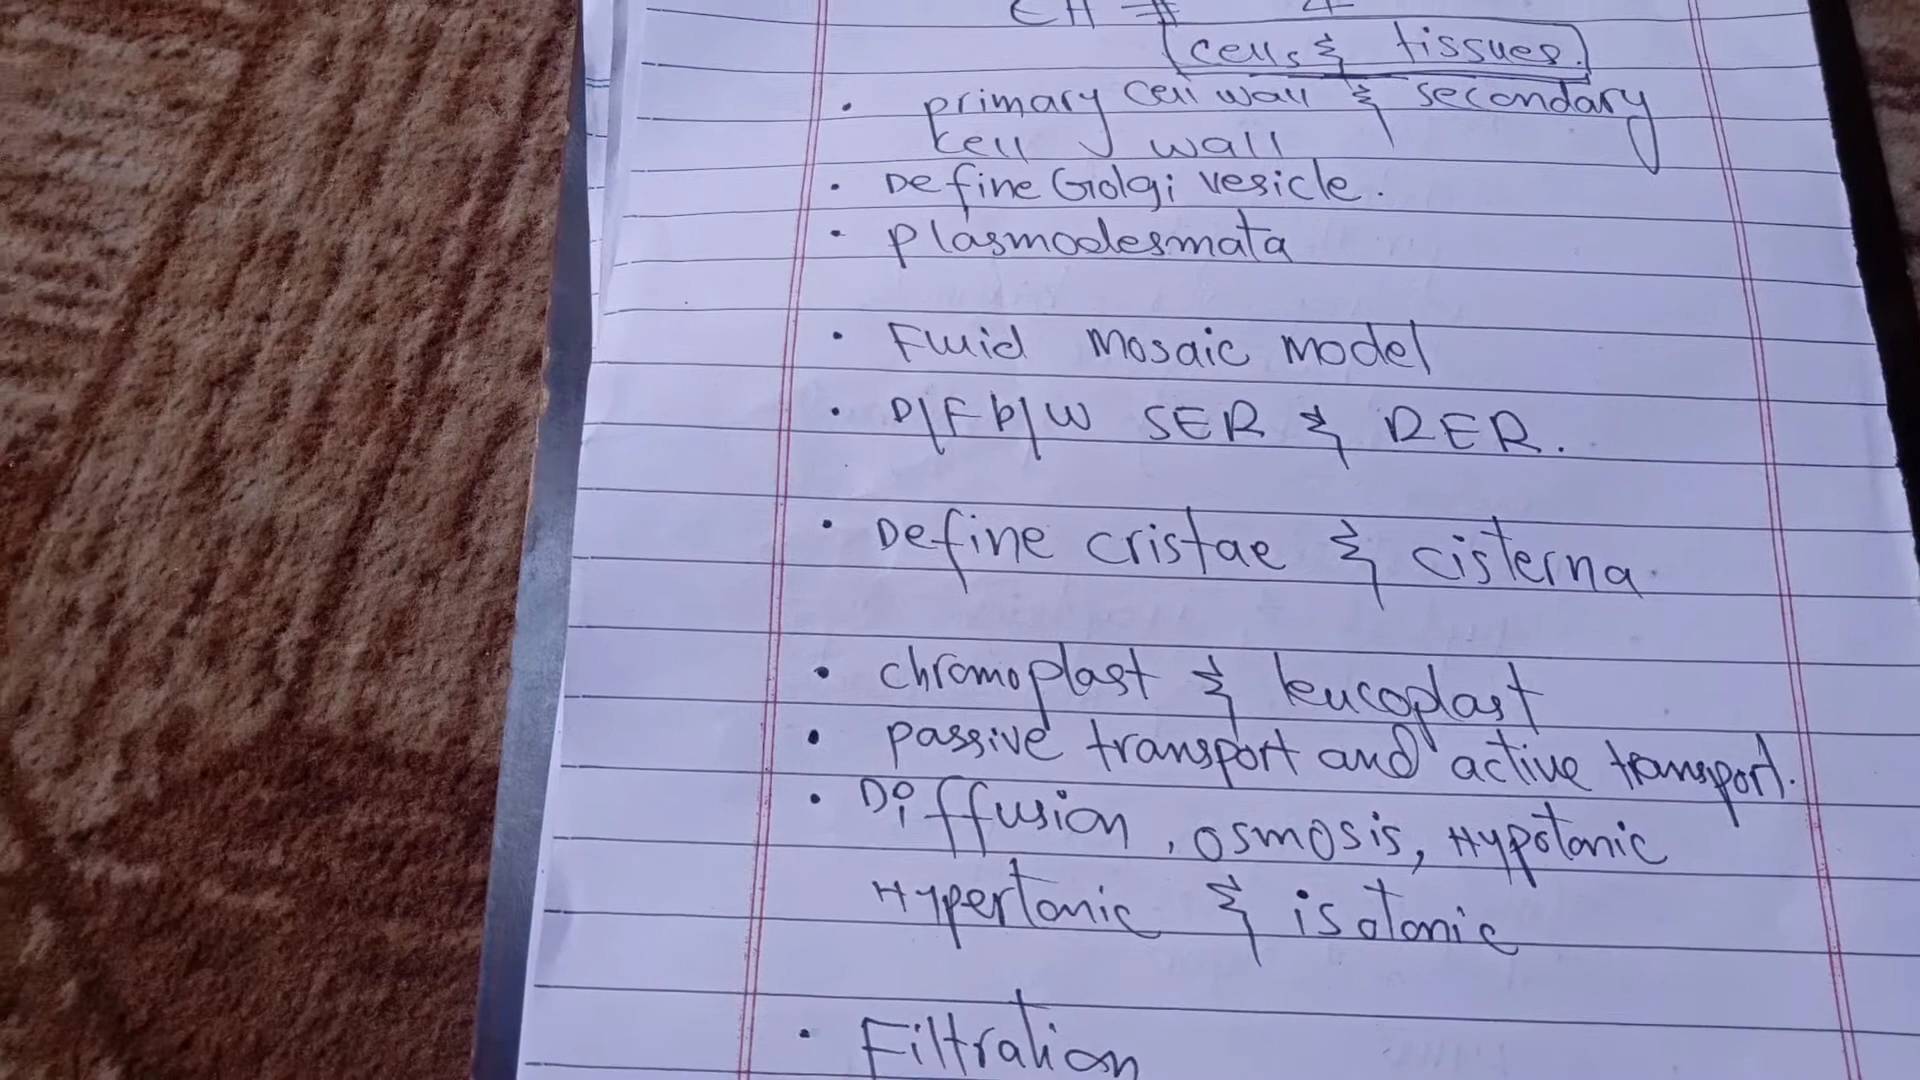 CH # 4
cells & tissues.
• primary cell wall & secondary
cell wall
• Define Golgi vesicle.
• plasmodesmata
• Fluid Mosaic model
• D/F b/w SER & RER.
• Define cristae & cisterna.
• chromoplast & leucoplast
• passive transport and active transport.
• Diffusion, osmosis, Hypotonic
Hypertonic & isotonic
• Filtration